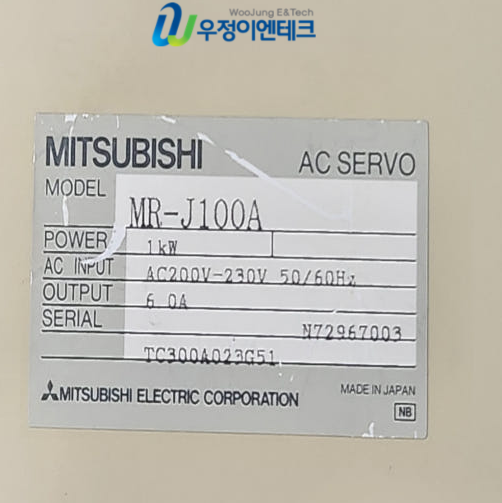 WooJung E&Tech
우정이엔테크
MITSUBISHI
AC SERVO
MODEL MR-J100A
POWER 1kW
AC INPUT AC200V-230V 50/60Hz
OUTPUT 6.0A
SERIAL N72967003
TC300A023G51
MITSUBISHI ELECTRIC CORPORATION
MADE IN JAPAN
NB